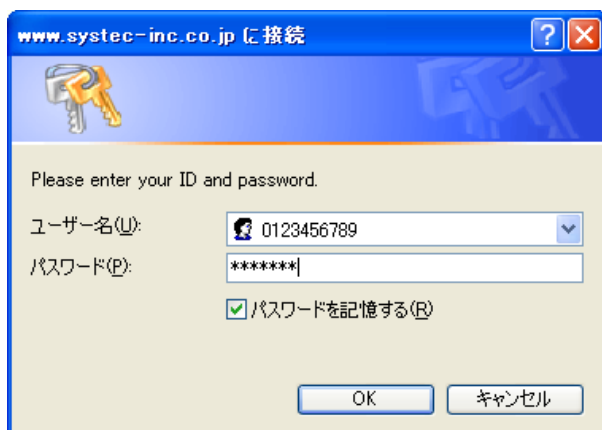 www.systec-inc.co.jp に接続
Please enter your ID and password.
ユーザー名(U):
0123456789
パスワード(P):
*******
パスワードを記憶する(R)
OK
キャンセル